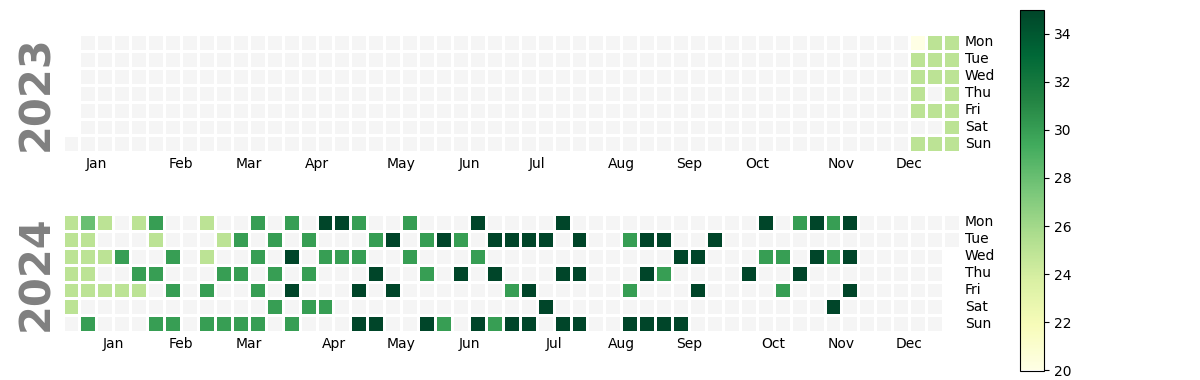 2023
Mon
Tue
Wed
Thu
Fri
Sat
Sun
Jan Feb Mar Apr May Jun Jul Aug Sep Oct Nov Dec
2024
Mon
Tue
Wed
Thu
Fri
Sat
Sun
Jan Feb Mar Apr May Jun Jul Aug Sep Oct Nov Dec
34
32
30
28
26
24
22
20